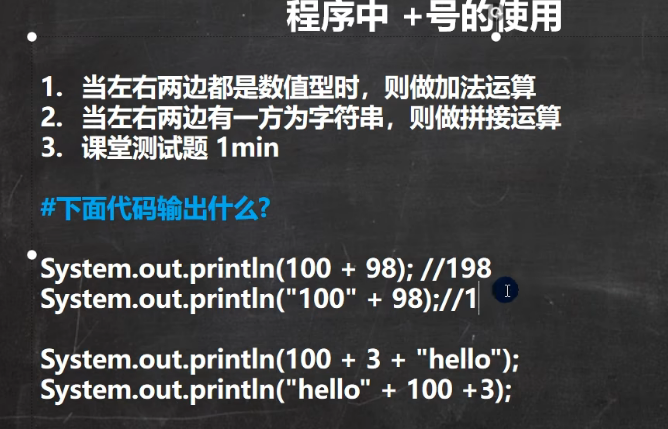 程序中 +号的使用
1. 当左右两边都是数值型时，则做加法运算
2. 当左右两边有一方为字符串，则做拼接运算
3. 课堂测试题 1min
#下面代码输出什么?
System.out.println(100 + 98); //198
System.out.println("100" + 98);//1
System.out.println(100 + 3 + "hello");
System.out.println("hello" + 100 +3);